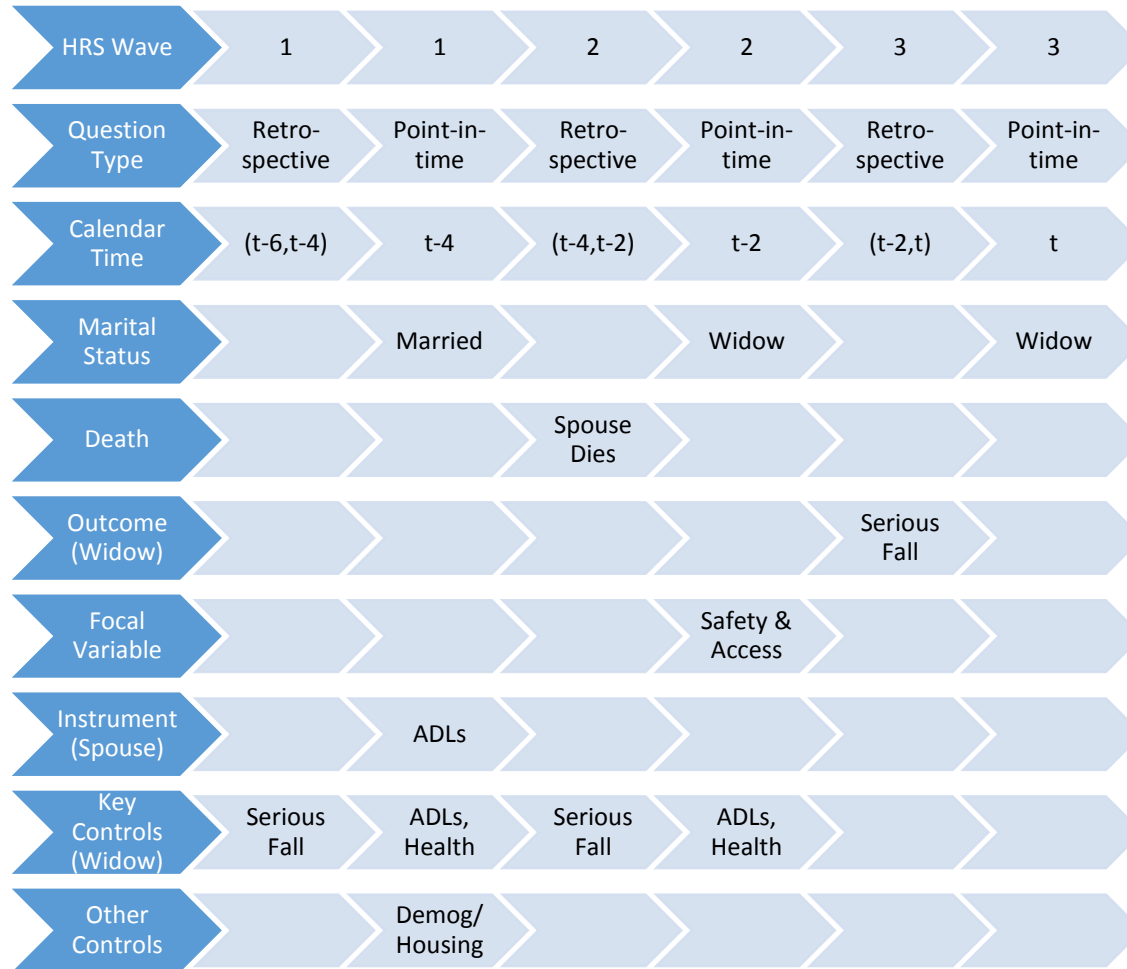 HRS Wave 1 1 2 2 3 3
Question Retro- Point-in- Retro- Point-in- Retro- Point-in-
Type spective time spective time spective time
Calendar
Time (t-6,t-4) t-4 (t-4,t-2) t-2 (t-2,t) t
Marital
Status Married Widow Widow
Death Spouse
Dies
Outcome Serious
(Widow) Fall
Focal Safety &
Variable Access
Instrument
(Spouse) ADLs
Key
Controls Serious ADLs, Serious ADLs,
(Widow) Fall Health Fall Health
Other Demog/
Controls Housing